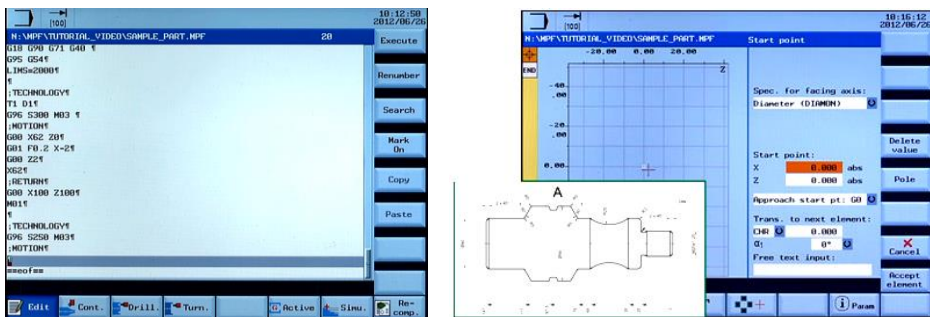 [100]
10:12:50
2012/06/26
N:\MPF\TUTORIAL_VIDEO\SAMPLE_PART.MPF 20
G18 G90 G71 G40 ¶
G95 G54¶
LIMS=2000¶
¶
;TECHNOLOGY¶
T1 D1¶
G96 S300 M03 ¶
;MOTION¶
G00 X62 Z0¶
G01 F0.2 X-2¶
G00 Z2¶
X62¶
;RETURN¶
G00 X100 Z100¶
M01¶
¶
;TECHNOLOGY¶
G96 S250 M03¶
;MOTION¶
¶
==eof==
Execute
Renumber
Search
Mark
On
Copy
Paste
Edit
Cont.
Drill.
Turn.
Active
Simu.
Re-
comp.
[100]
10:16:12
2012/06/26
N:\MPF\TUTORIAL_VIDEO\SAMPLE_PART.MPF
Start point
-20.00 0.00 20.00
END
Z
-40
.00
-20
.00
0.00
Spec. for facing axis:
Diameter (DIAMON)
Start point:
X 0.000 abs
Z 0.000 abs
Approach start pt: G0
Trans. to next element:
CHR 0.000
α1 0°
Free text input:
Delete
value
Pole
Cancel
Accept
element
A
Param